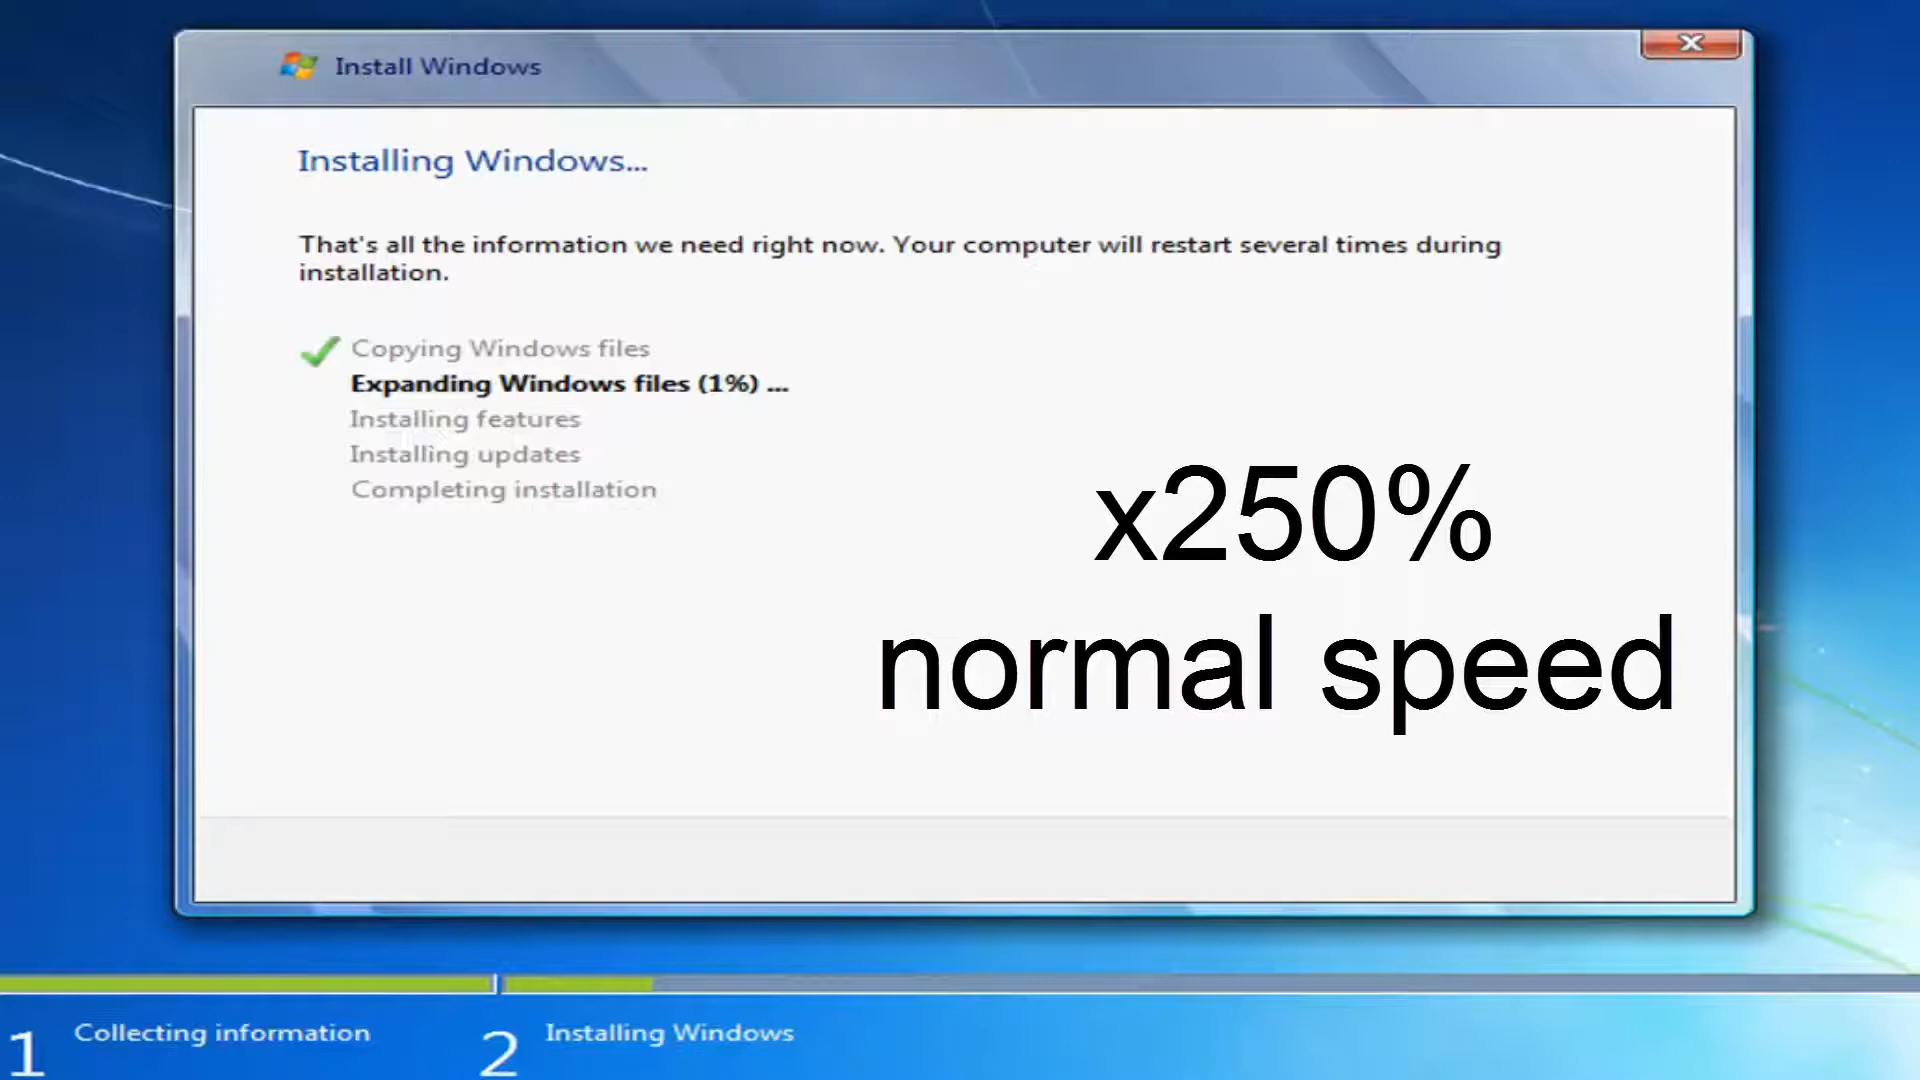 Install Windows
Installing Windows...
That's all the information we need right now. Your computer will restart several times during
installation.
Copying Windows files
Expanding Windows files (1%) ...
Installing features
Installing updates
Completing installation
x250%
normal speed
1 Collecting information
2 Installing Windows